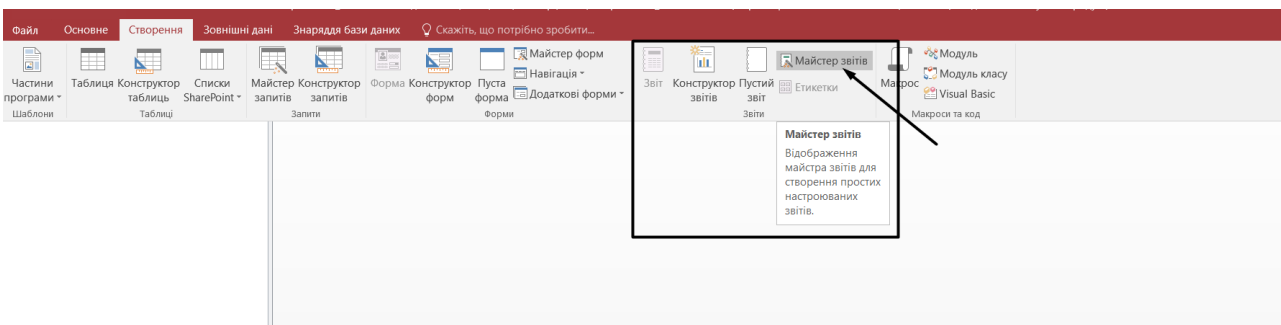 Файл Основне Створення Зовнішні дані Знаряддя бази даних Скажіть, що потрібно зробити...
Частини програми
Таблиця
Конструктор таблиць
Списки SharePoint
Майстер запитів
Конструктор запитів
Форма
Конструктор форм
Пуста форма
Майстер форм
Навігація
Додаткові форми
Звіт
Конструктор звітів
Пустий звіт
Майстер звітів
Етикетки
Макрос
Модуль
Модуль класу
Visual Basic
Шаблони Таблиці Запити Форми Звіти Макроси та код
Майстер звітів
Відображення
майстра звітів для
створення простих
настроюваних
звітів.